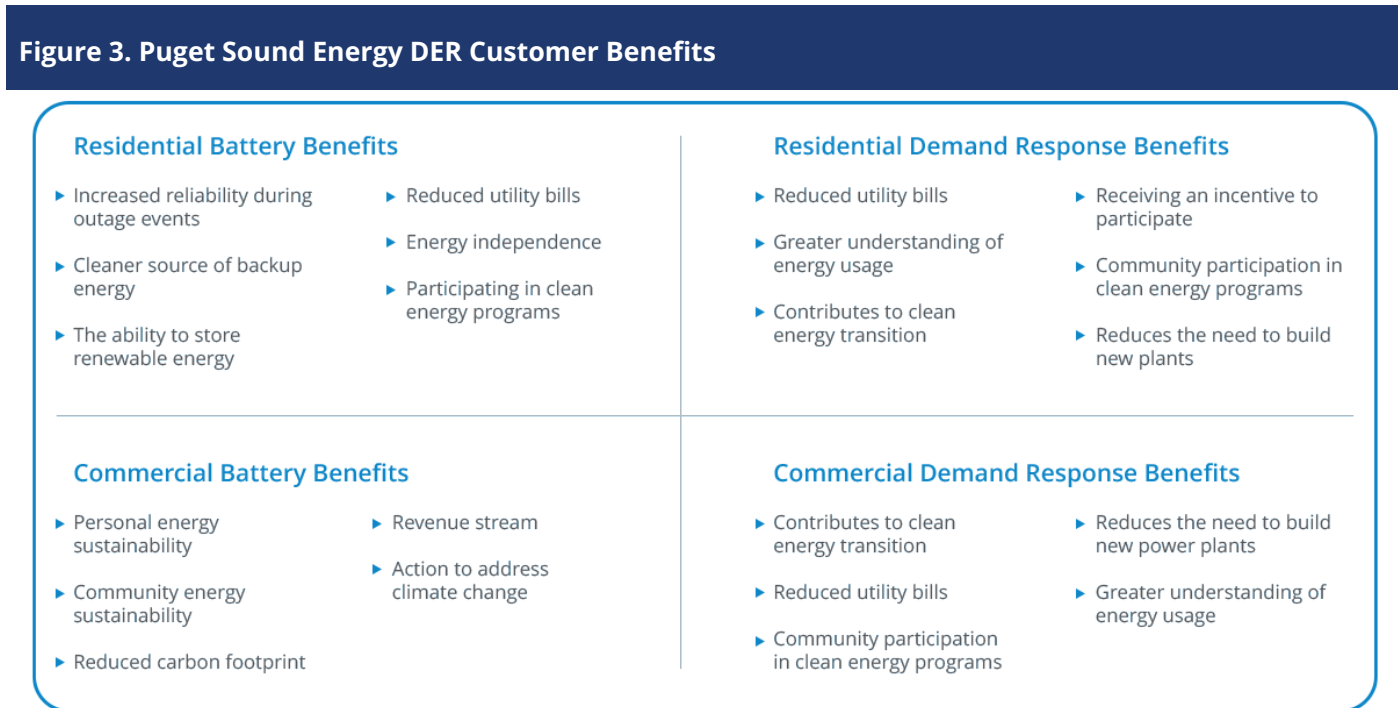 Figure 3. Puget Sound Energy DER Customer Benefits
Residential Battery Benefits
Increased reliability during
outage events
Cleaner source of backup
energy
The ability to store
renewable energy
Reduced utility bills
Energy independence
Participating in clean
energy programs
Residential Demand Response Benefits
Reduced utility bills
Greater understanding of
energy usage
Contributes to clean
energy transition
Receiving an incentive to
participate
Community participation in
clean energy programs
Reduces the need to build
new plants
Commercial Battery Benefits
Personal energy
sustainability
Community energy
sustainability
Reduced carbon footprint
Revenue stream
Action to address
climate change
Commercial Demand Response Benefits
Contributes to clean
energy transition
Reduced utility bills
Community participation
in clean energy programs
Reduces the need to build
new power plants
Greater understanding of
energy usage